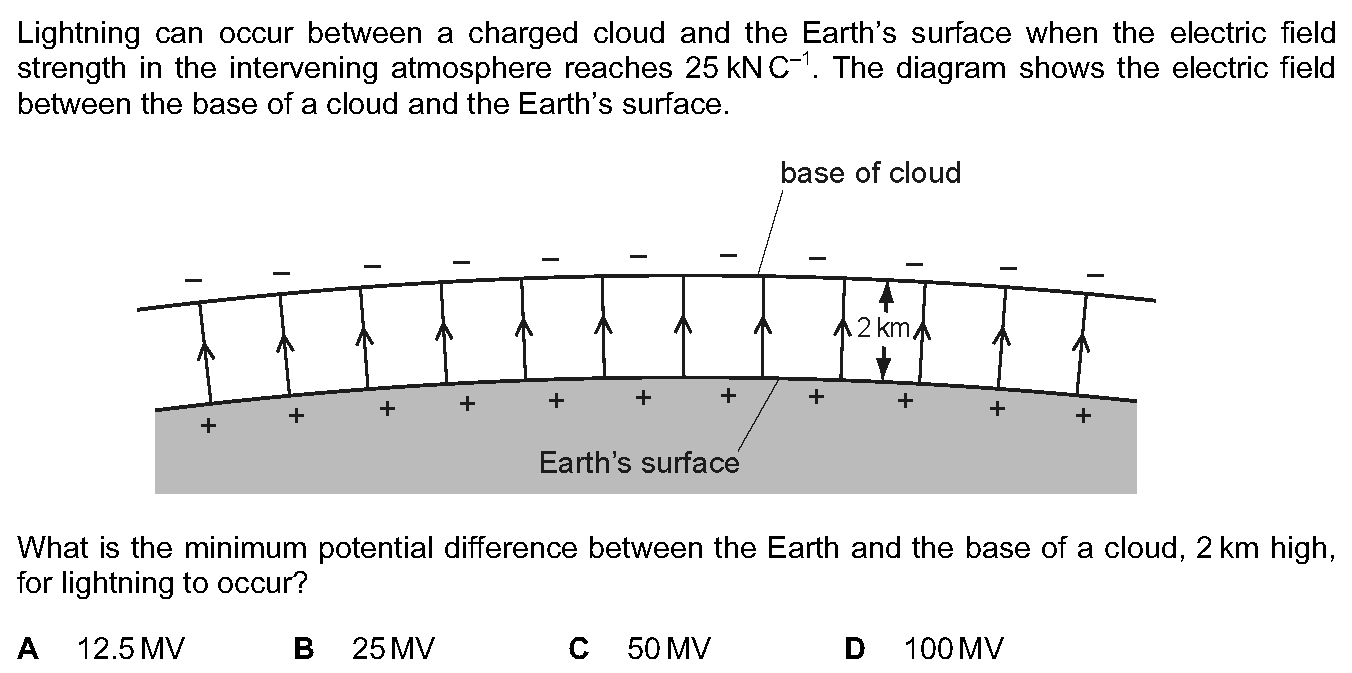 Lightning can occur between a charged cloud and the Earth’s surface when the electric field
strength in the intervening atmosphere reaches 25 kN C⁻¹. The diagram shows the electric field
between the base of a cloud and the Earth’s surface.
base of cloud
– – – – – – – – – – –
2 km
+ + + + + + + + + + +
Earth’s surface
What is the minimum potential difference between the Earth and the base of a cloud, 2 km high,
for lightning to occur?
A 12.5 MV B 25 MV C 50 MV D 100 MV